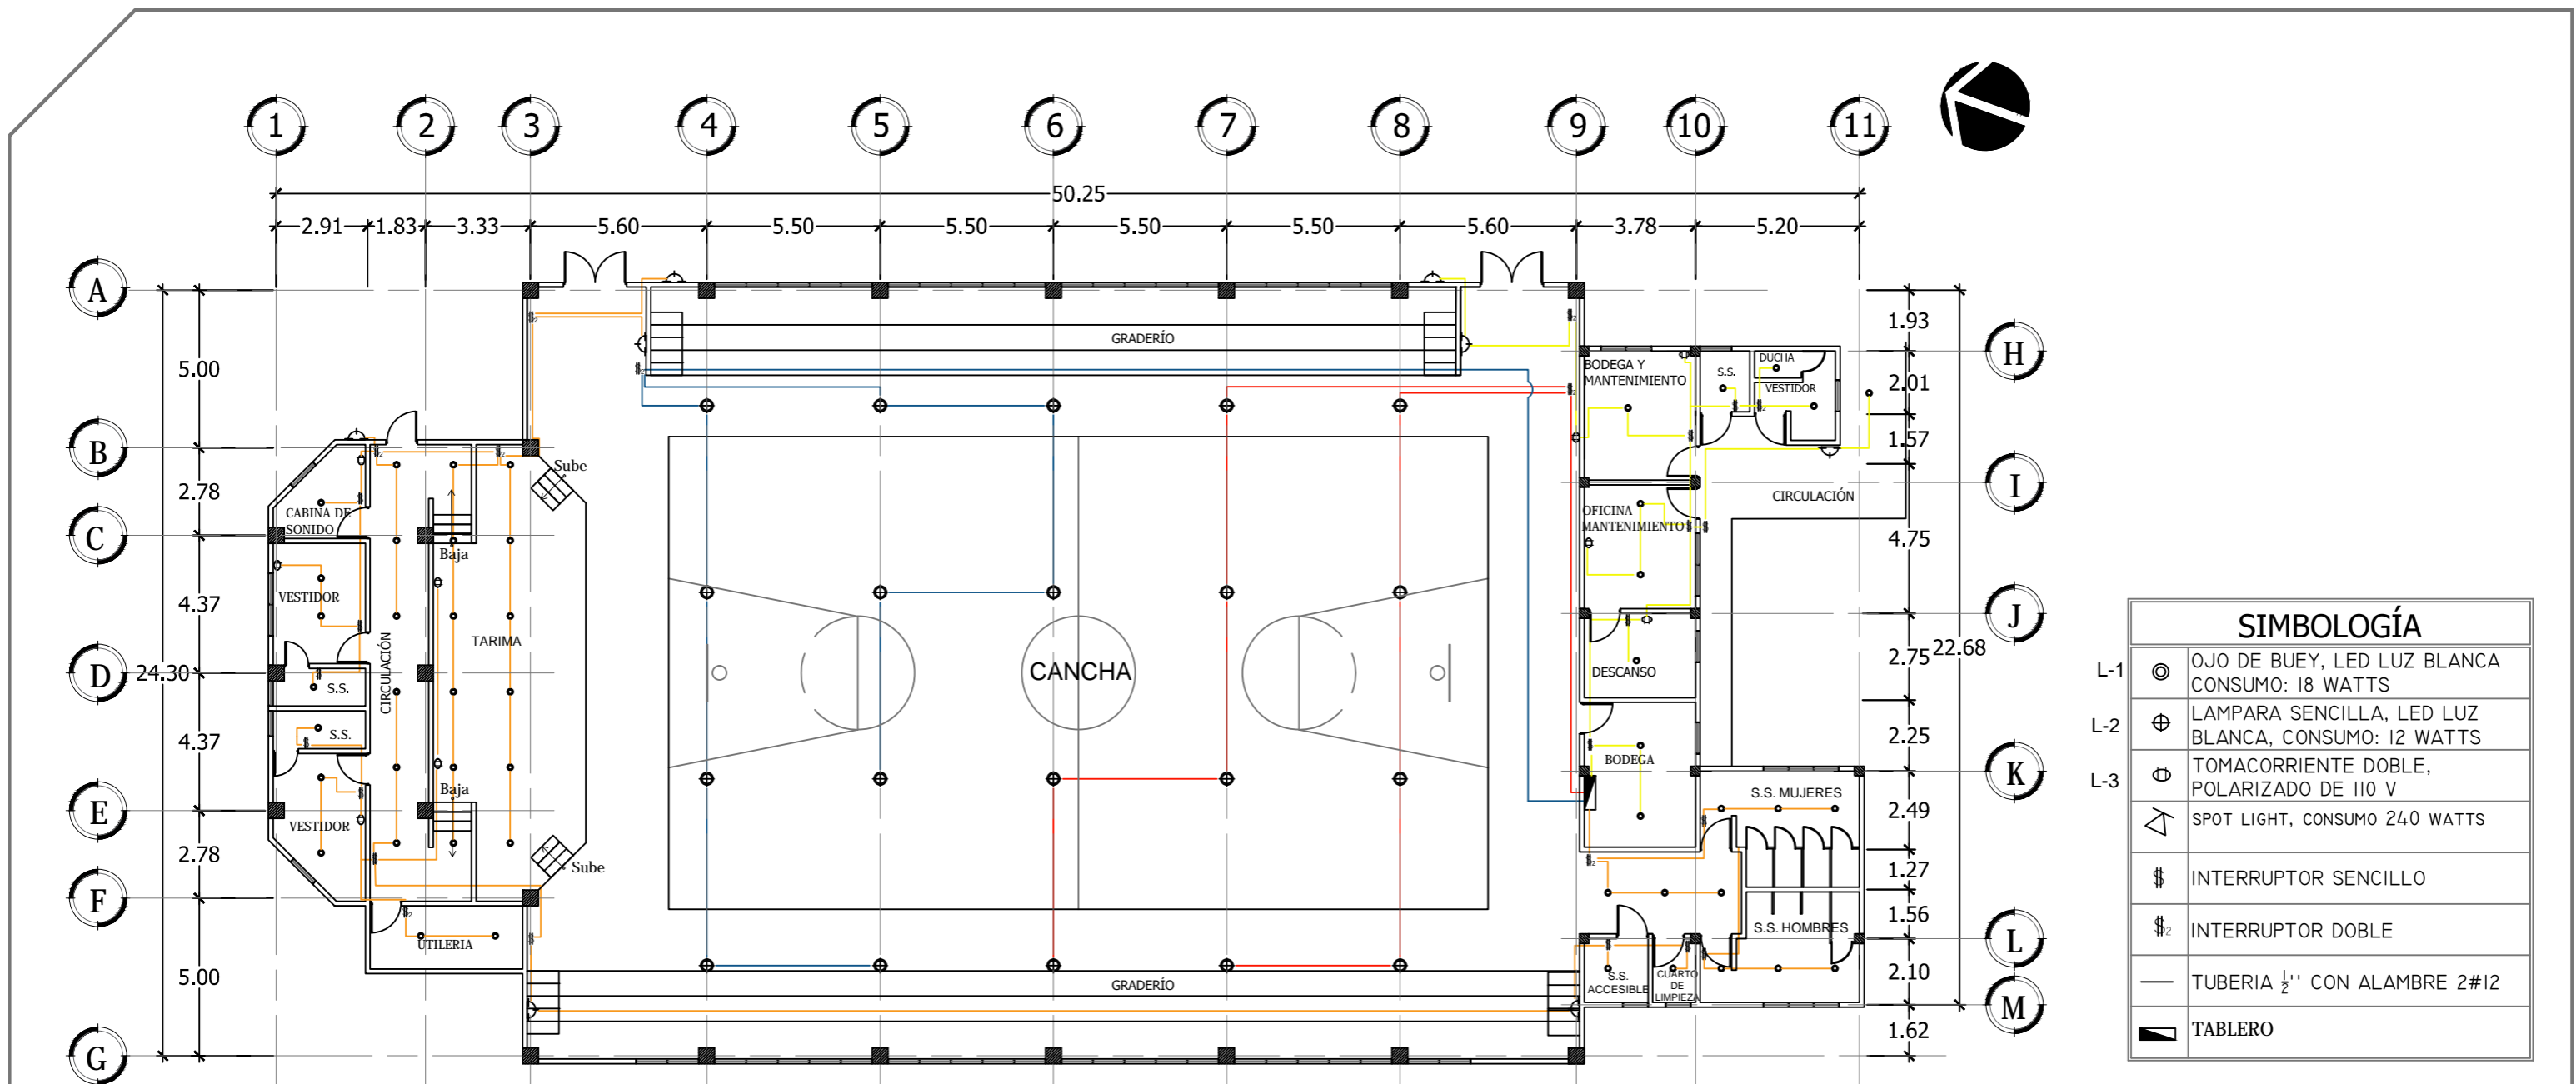 1 2 3 4 5 6 7 8 9 10 11
50.25
2.91 1.83 3.33 5.60 5.50 5.50 5.50 5.50 5.60 3.78 5.20
A
B
C
D
E
F
G
5.00
2.78
4.37
24.30
4.37
2.78
5.00
H
I
J
K
L
M
1.93
2.01
1.57
4.75
2.75
22.68
2.25
2.49
1.27
1.56
2.10
1.62
GRADERÍO
BODEGA Y
MANTENIMIENTO
S.S.
DUCHA
VESTIDOR
Sube
CABINA DE
SONIDO
Baja
VESTIDOR
CIRCULACIÓN
TARIMA
S.S.
S.S.
Baja
VESTIDOR
Sube
UTILERIA
CANCHA
OFICINA
MANTENIMIENTO
CIRCULACIÓN
DESCANSO
BODEGA
S.S. MUJERES
S.S. HOMBRES
S.S.
ACCESIBLE
CUARTO
DE
LIMPIEZA
GRADERÍO
SIMBOLOGÍA
L-1 OJO DE BUEY, LED LUZ BLANCA
CONSUMO: 18 WATTS
L-2 LAMPARA SENCILLA, LED LUZ
BLANCA, CONSUMO: 12 WATTS
L-3 TOMACORRIENTE DOBLE,
POLARIZADO DE 110 V
SPOT LIGHT, CONSUMO 240 WATTS
$ INTERRUPTOR SENCILLO
$2 INTERRUPTOR DOBLE
TUBERIA ½'' CON ALAMBRE 2#12
TABLERO